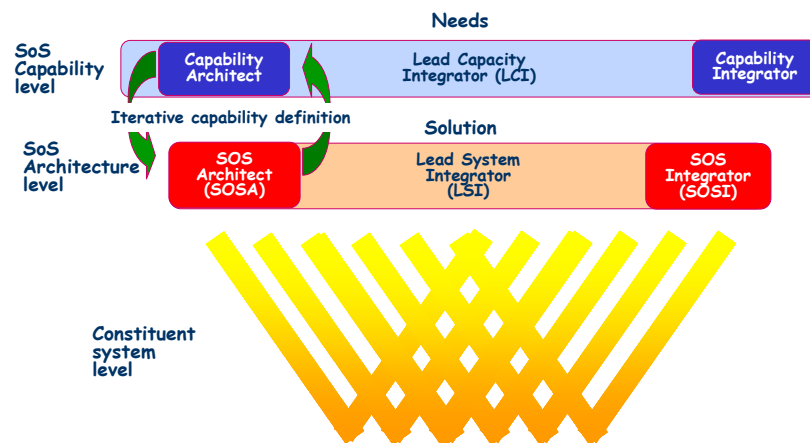 Needs
SoS
Capability
level
Capability
Architect
Lead Capacity
Integrator (LCI)
Capability
Integrator
Iterative capability definition
Solution
SoS
Architecture
level
SOS
Architect
(SOSA)
Lead System
Integrator
(LSI)
SOS
Integrator
(SOSI)
Constituent
system
level